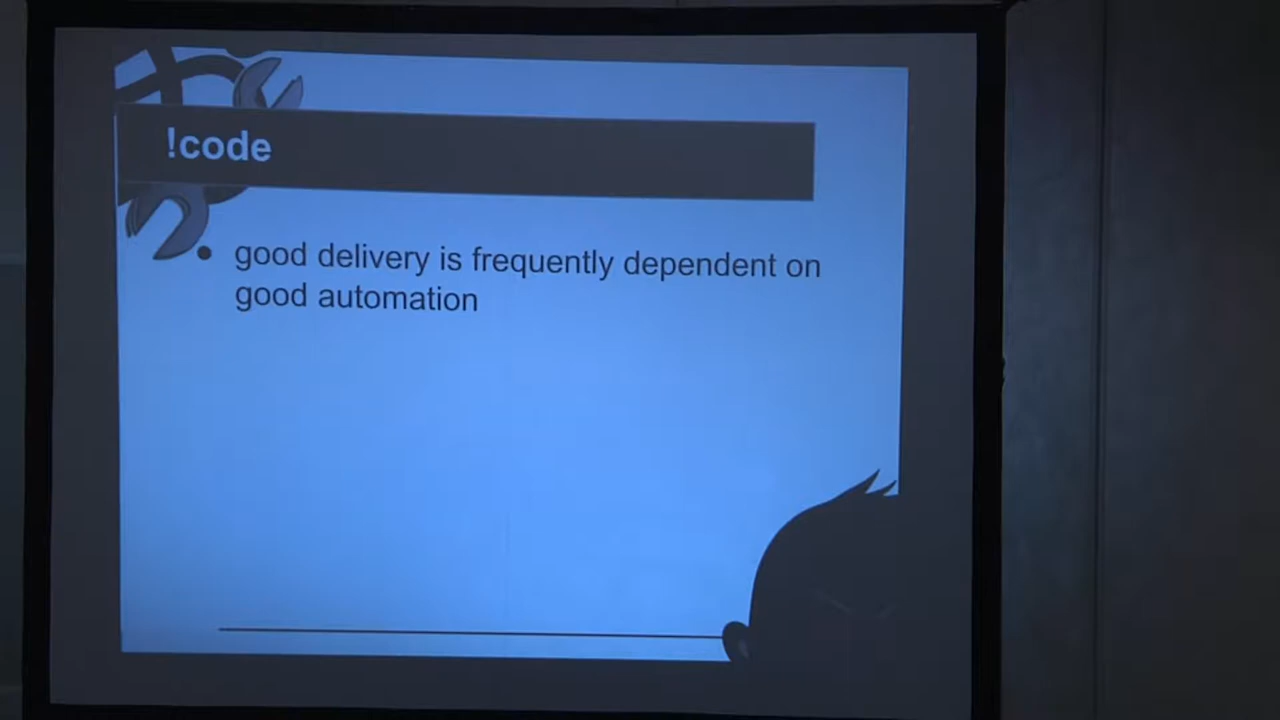 !code
good delivery is frequently dependent on
good automation